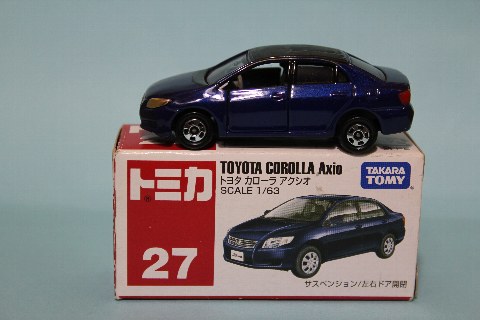 トミカ
27
TOYOTA COROLLA Axio
トヨタ カローラ アクシオ
SCALE 1/63
TAKARA
TOMY
サスペンション/左右ドア開閉